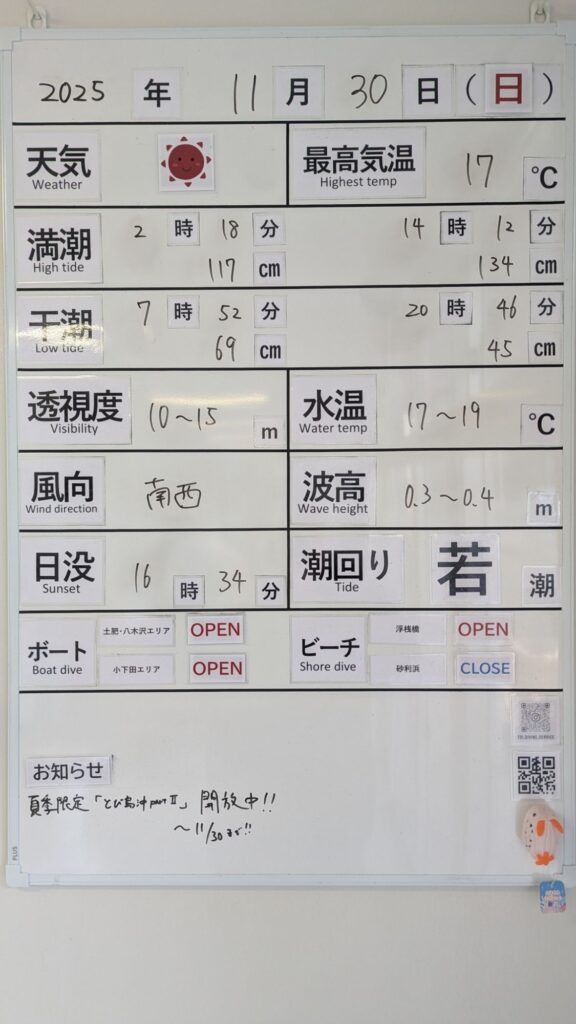 2025 年 11 月 30 日 ( 日 )
天気 最高気温 17 ℃
Weather Highest temp
満潮 2 時 18 分 14 時 12 分
High tide 117 cm 134 cm
干潮 7 時 52 分 20 時 46 分
Low tide 69 cm 45 cm
透視度 10～15 m 水温 17～19 ℃
Visibility Water temp
風向 南西 波高 0.3～0.4 m
Wind direction Wave height
日没 16 時 34 分 潮回り 若 潮
Sunset Tide
ボート 土肥・八木沢エリア OPEN ビーチ 浮桟橋 OPEN
Boat dive 小下田エリア OPEN Shore dive 砂利浜 CLOSE
お知らせ
夏季限定「とび島沖partⅡ」開放中!!
～11/30まで!!
PLUS